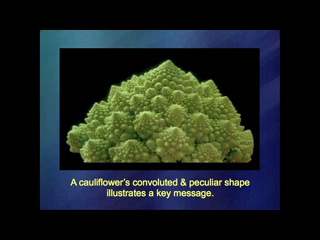 A cauliflower's convoluted & peculiar shape
illustrates a key message.